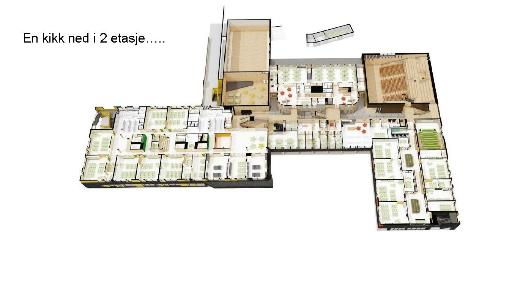 En kikk ned i 2 etasje…..